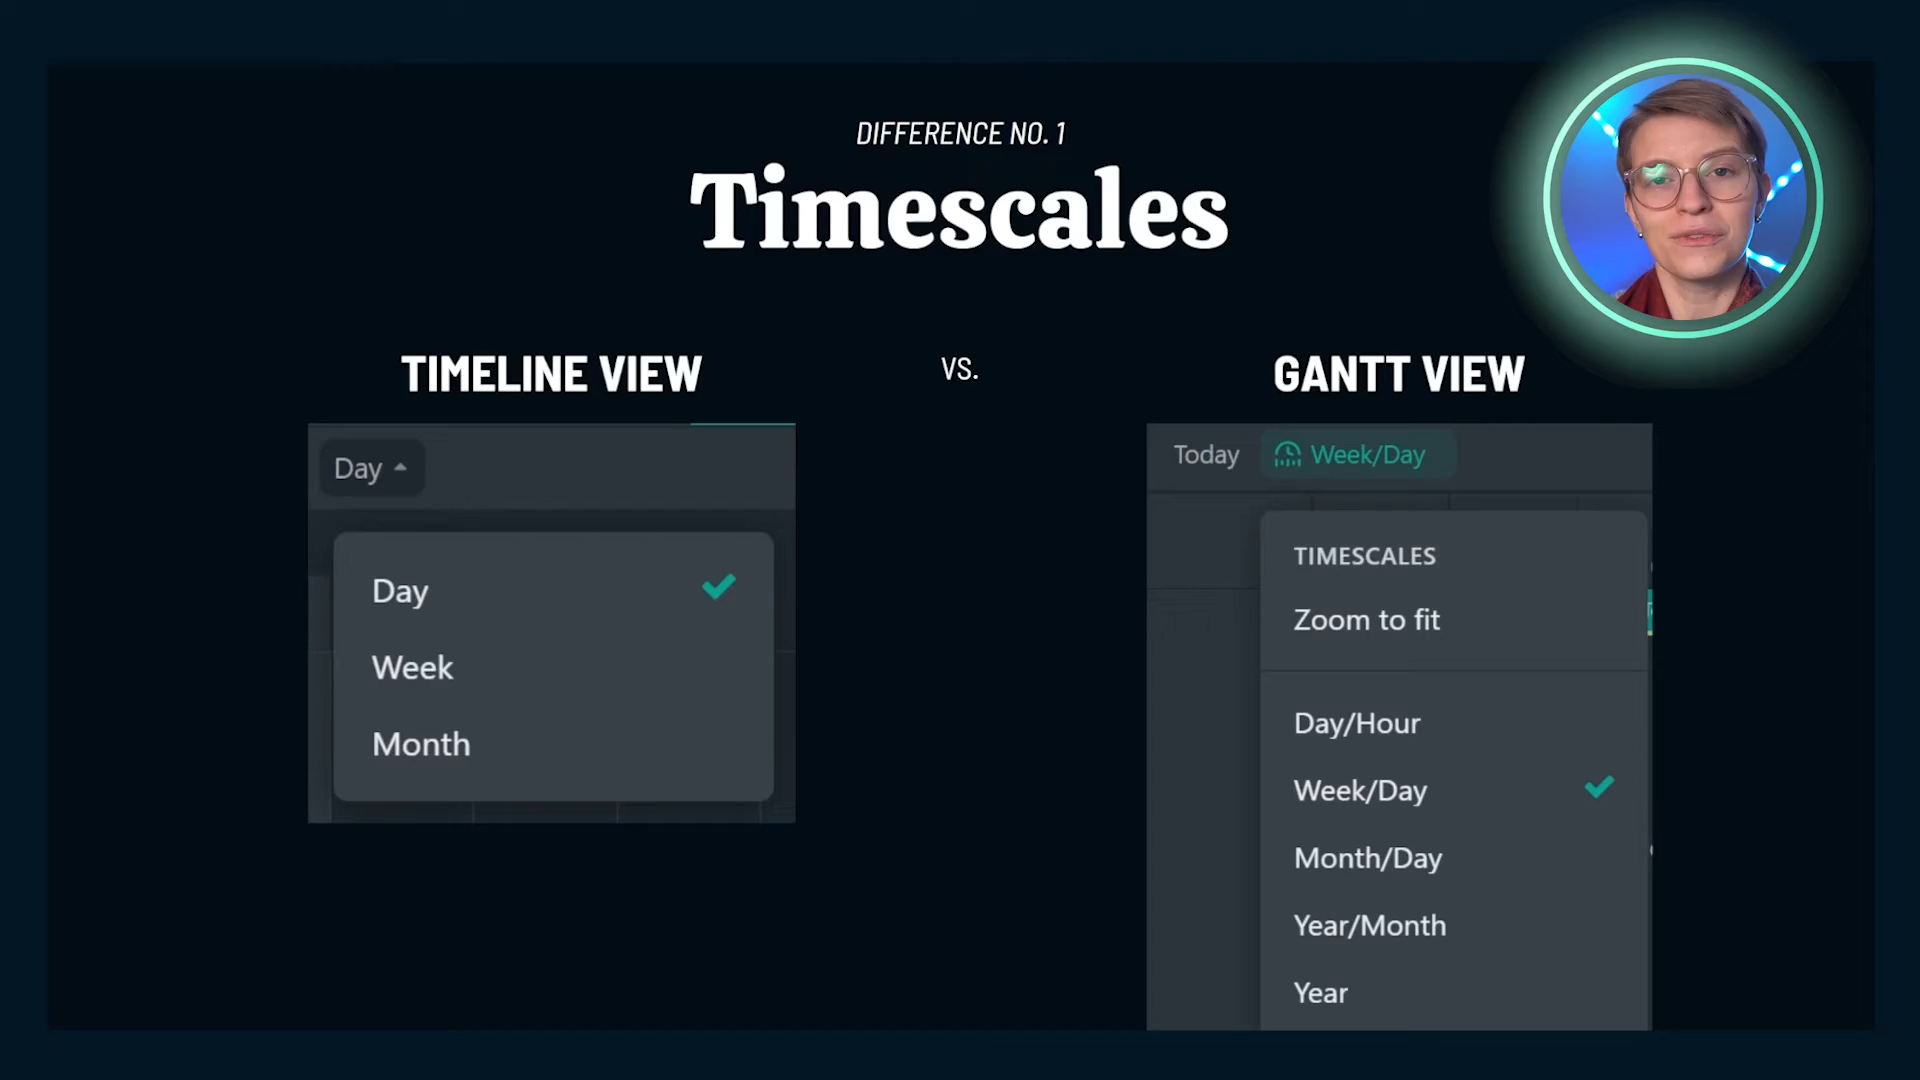 DIFFERENCE NO. 1
Timescales
TIMELINE VIEW
VS.
GANTT VIEW
Day
Day
Week
Month
Today
Week/Day
TIMESCALES
Zoom to fit
Day/Hour
Week/Day
Month/Day
Year/Month
Year